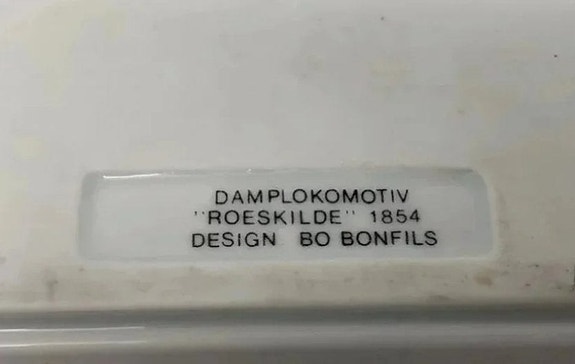 DAMPLOKOMOTIV
"ROESKILDE" 1854
DESIGN BO BONFILS